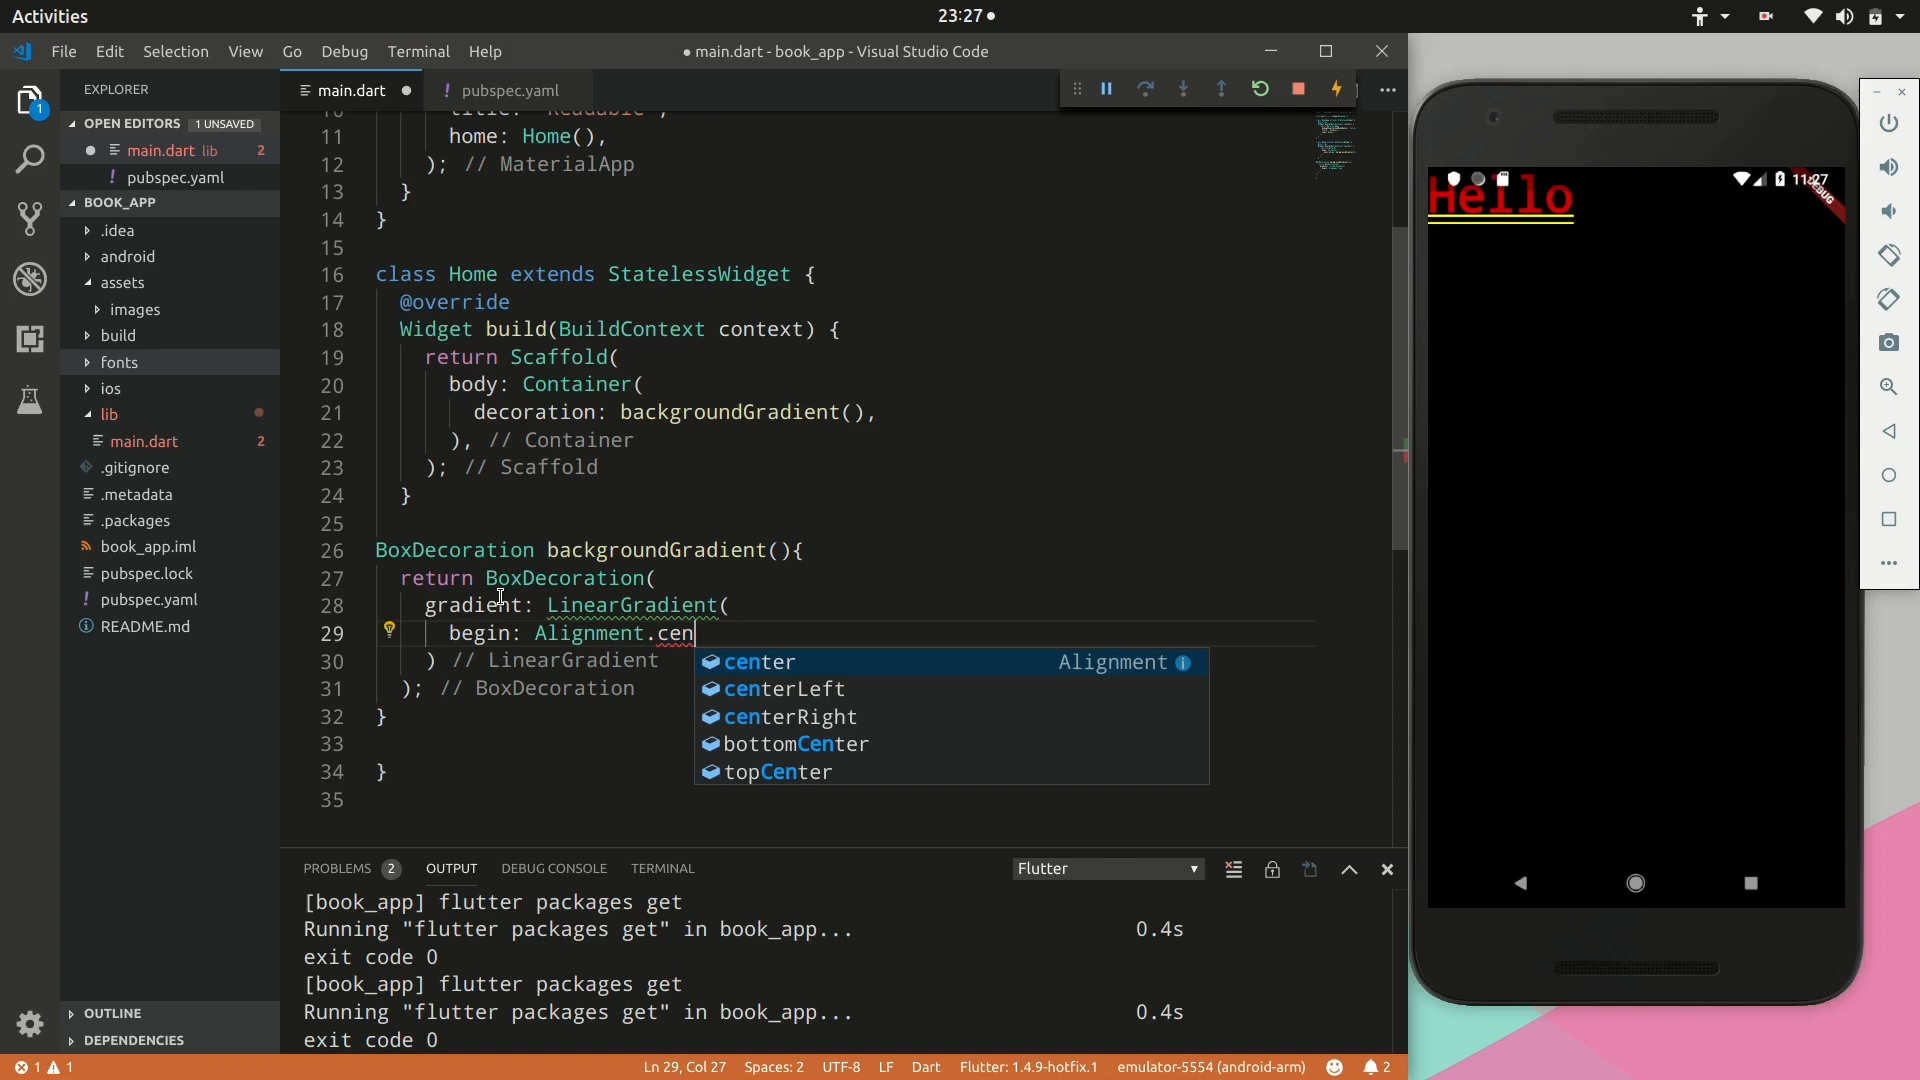 Activities
23:27
File Edit Selection View Go Debug Terminal Help
● main.dart - book_app - Visual Studio Code
EXPLORER
main.dart
! pubspec.yaml
OPEN EDITORS 1 UNSAVED
main.dart lib 2
! pubspec.yaml
BOOK_APP
.idea
android
assets
images
build
fonts
ios
lib
main.dart 2
.gitignore
.metadata
.packages
book_app.iml
pubspec.lock
! pubspec.yaml
README.md
OUTLINE
DEPENDENCIES
1
10 title: "Readable",
11 home: Home(),
12 ); // MaterialApp
13 }
14 }
15
16 class Home extends StatelessWidget {
17 @override
18 Widget build(BuildContext context) {
19 return Scaffold(
20 body: Container(
21 decoration: backgroundGradient(),
22 ), // Container
23 ); // Scaffold
24 }
25
26 BoxDecoration backgroundGradient(){
27 return BoxDecoration(
28 gradient: LinearGradient(
29 begin: Alignment.cen
30 ) // LinearGradient
31 ); // BoxDecoration
32 }
33
34 }
35
center Alignment
centerLeft
centerRight
bottomCenter
topCenter
PROBLEMS 2 OUTPUT DEBUG CONSOLE TERMINAL
Flutter
[book_app] flutter packages get
Running "flutter packages get" in book_app... 0.4s
exit code 0
[book_app] flutter packages get
Running "flutter packages get" in book_app... 0.4s
exit code 0
1 1
Ln 29, Col 27 Spaces: 2 UTF-8 LF Dart Flutter: 1.4.9-hotfix.1 emulator-5554 (android-arm) 2
Hello
11:27
DEBUG